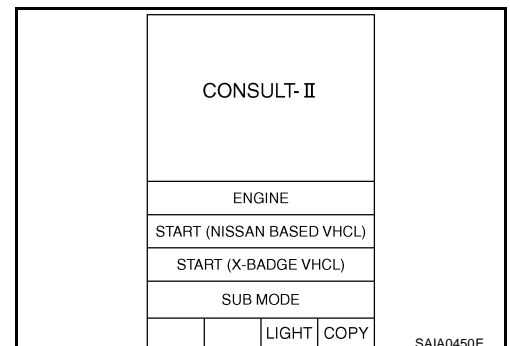 CONSULT-II
ENGINE
START (NISSAN BASED VHCL)
START (X-BADGE VHCL)
SUB MODE
LIGHT COPY
SAIA0450E